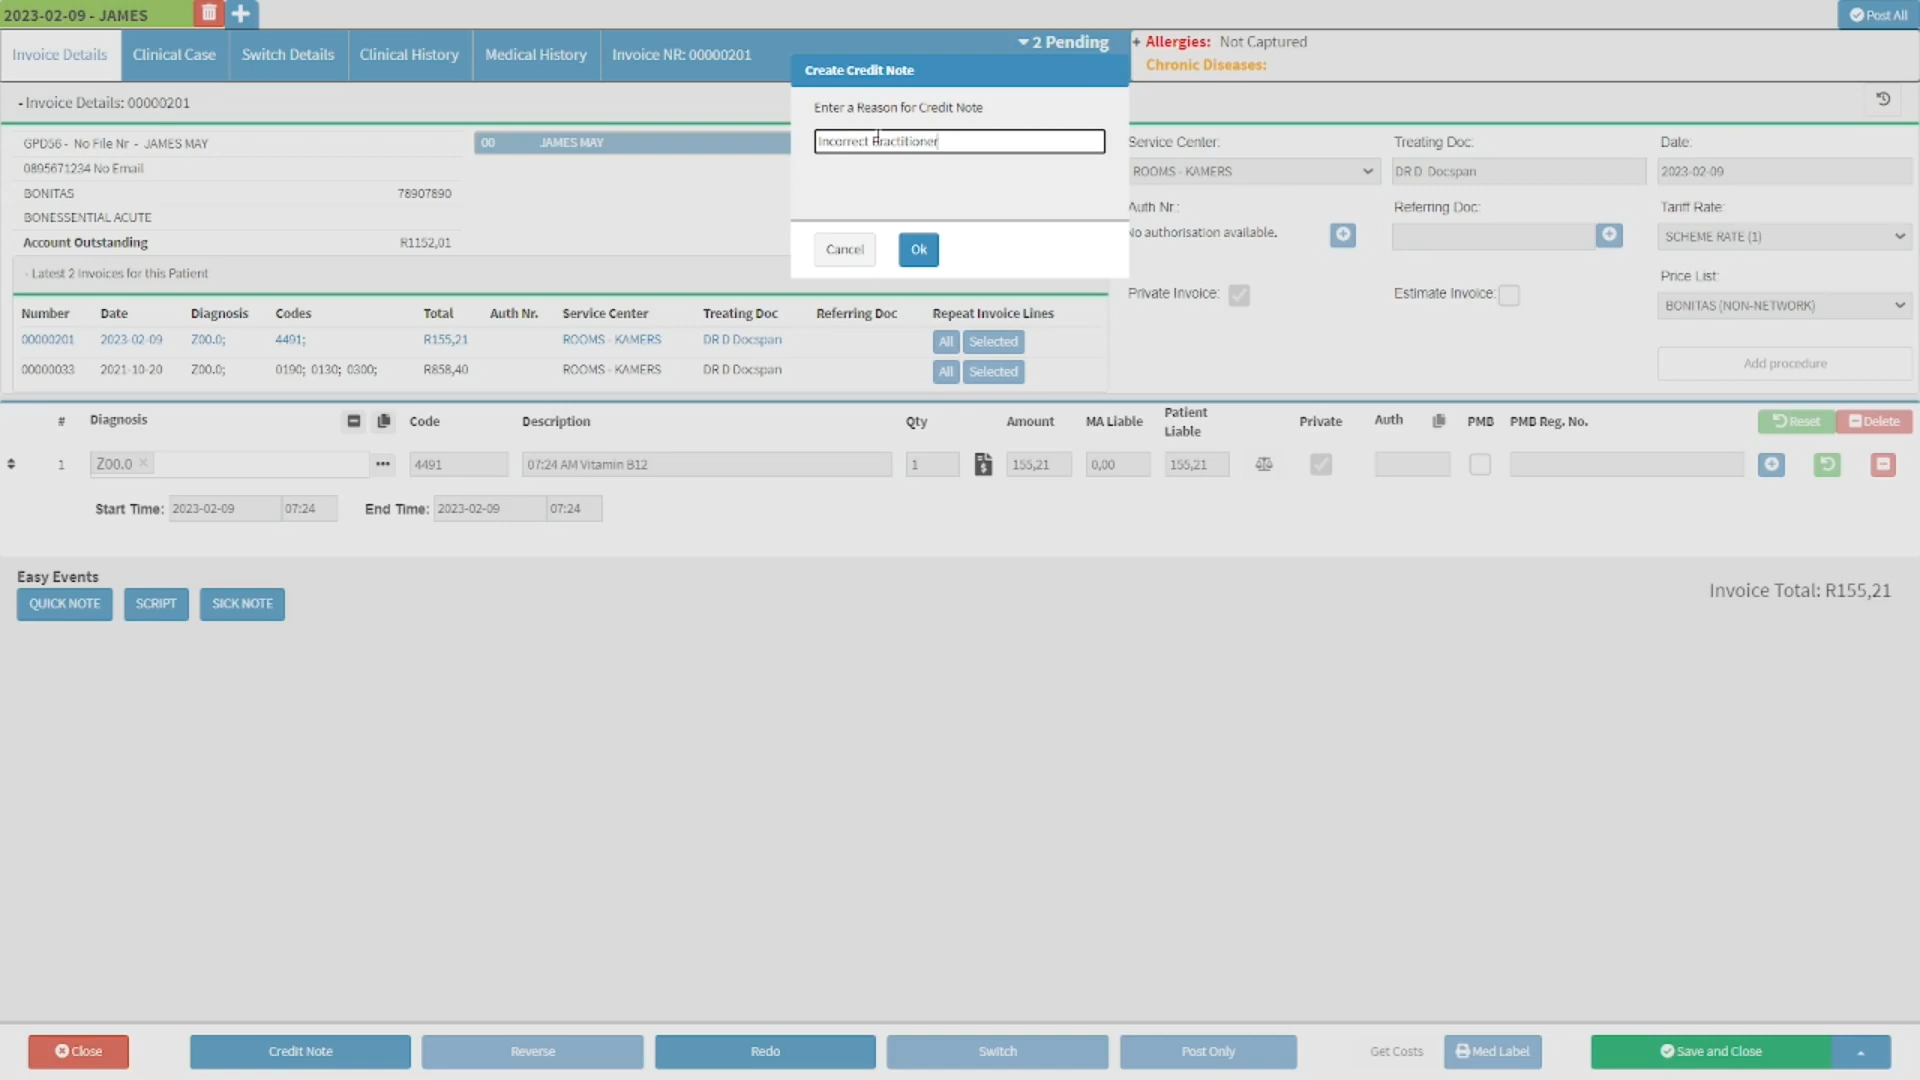 2023-02-09 - JAMES
Post All
Invoice Details
Clinical Case
Switch Details
Clinical History
Medical History
Invoice NR: 00000201
2 Pending
+ Allergies: Not Captured
Chronic Diseases:
Create Credit Note
Enter a Reason for Credit Note
Incorrect Practitioner
Cancel
Ok
- Invoice Details: 00000201
GPD56 - No File Nr - JAMES MAY
0895671234 No Email
BONITAS 78907890
BONESSENTIAL ACUTE
Account Outstanding R1152,01
00 JAMES MAY
Service Center:
Treating Doc:
Date:
ROOMS - KAMERS
DR D Docspan
2023-02-09
Auth Nr.:
Referring Doc:
Tariff Rate:
No authorisation available.
SCHEME RATE (1)
Price List:
Private Invoice:
Estimate Invoice:
BONITAS (NON-NETWORK)
Add procedure
- Latest 2 Invoices for this Patient
Number Date Diagnosis Codes Total Auth Nr. Service Center Treating Doc Referring Doc Repeat Invoice Lines
00000201 2023-02-09 Z00.0; 4491; R155,21 ROOMS - KAMERS DR D Docspan All Selected
00000033 2021-10-20 Z00.0; 0190; 0130; 0300; R858,40 ROOMS - KAMERS DR D Docspan All Selected
# Diagnosis Code Description Qty Amount MA Liable Patient Liable Private Auth PMB PMB Reg. No. Reset Delete
1 Z00.0 × ••• 4491 07:24 AM Vitamin B12 1 155,21 0,00 155,21
Start Time: 2023-02-09 07:24 End Time: 2023-02-09 07:24
Easy Events
QUICK NOTE SCRIPT SICK NOTE
Invoice Total: R155,21
Close
Credit Note
Reverse
Redo
Switch
Post Only
Get Costs
Med Label
Save and Close